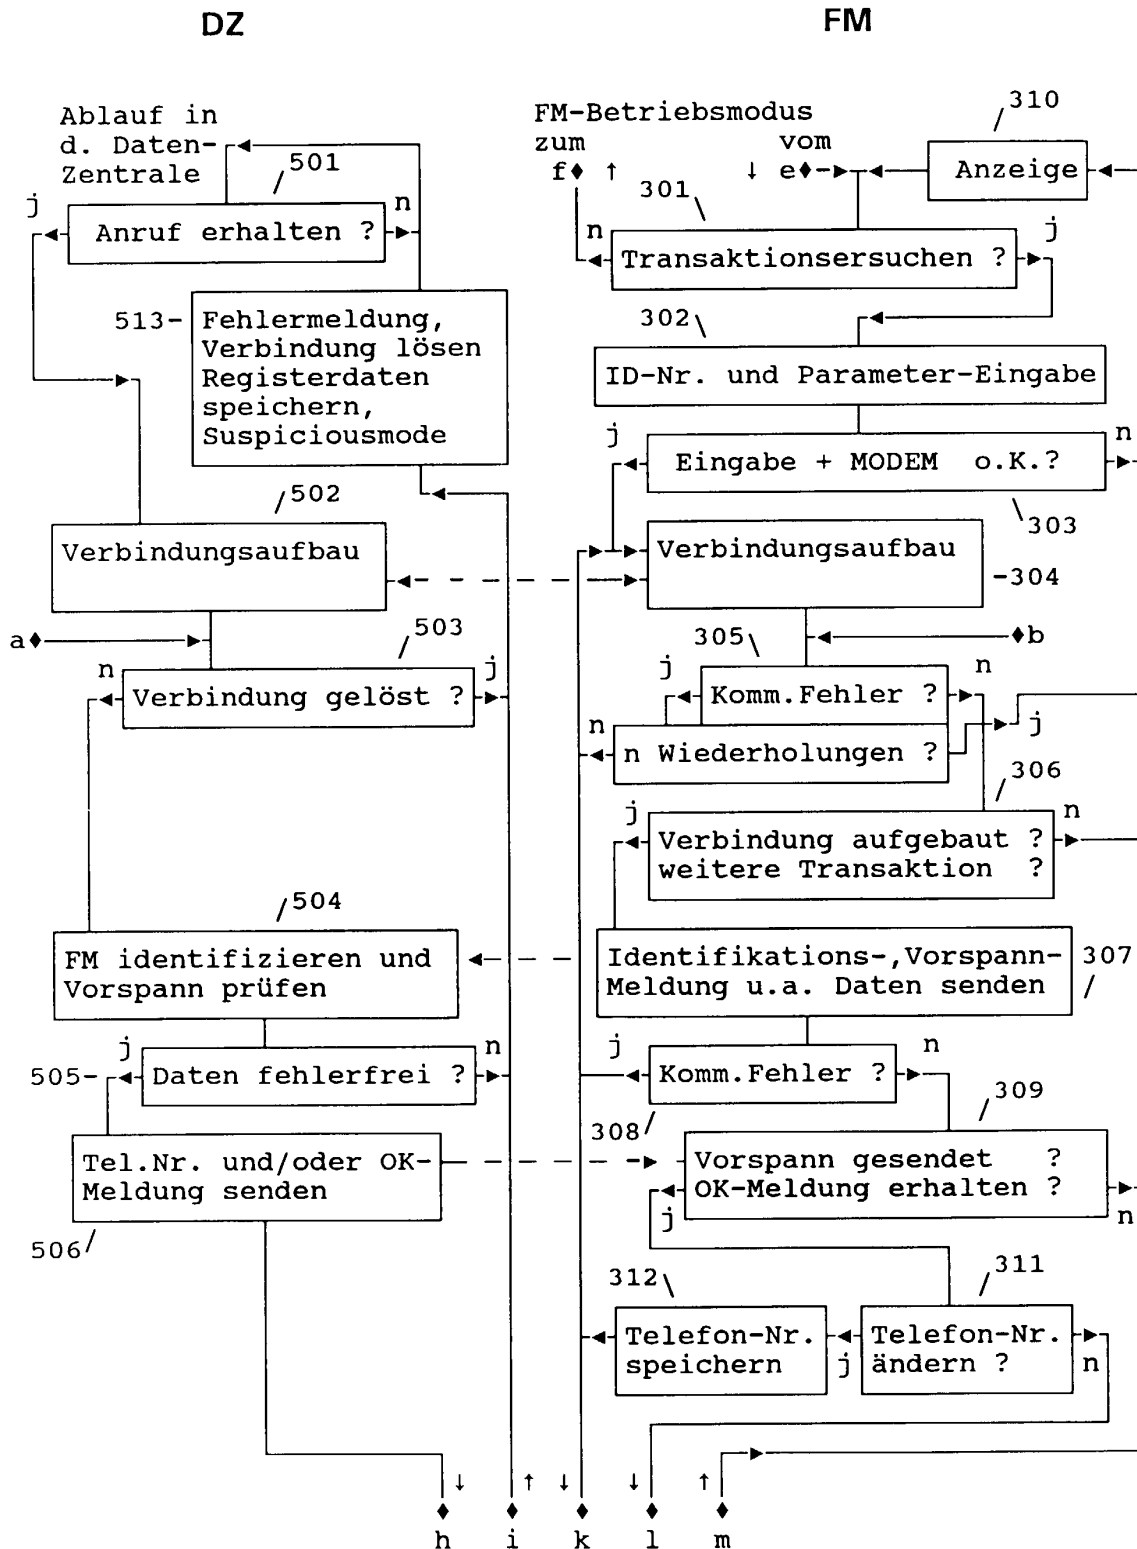 DZ
Ablauf in
d. Daten-
Zentrale
501
j
n
Anruf erhalten ?
513-
Fehlermeldung,
Verbindung lösen
Registerdaten
speichern,
Suspiciousmode
502
Verbindungsaufbau
a
503
n
j
Verbindung gelöst ?
504
FM identifizieren und
Vorspann prüfen
j
n
505-
Daten fehlerfrei ?
Tel.Nr. und/oder OK-
Meldung senden
506
FM
310
FM-Betriebsmodus
zum
vom
f
e
Anzeige
301
n
j
Transaktionsersuchen ?
302
ID-Nr. und Parameter-Eingabe
j
n
Eingabe + MODEM o.K.?
303
Verbindungsaufbau
-304
305
b
j
n
Komm.Fehler ?
n
j
n Wiederholungen ?
306
j
n
Verbindung aufgebaut ?
weitere Transaktion ?
Identifikations-,Vorspann-
Meldung u.a. Daten senden
307
j
n
Komm.Fehler ?
308
309
Vorspann gesendet ?
OK-Meldung erhalten ?
j
n
312
311
Telefon-Nr.
speichern
j
Telefon-Nr.
ändern ?
n
h i k l m